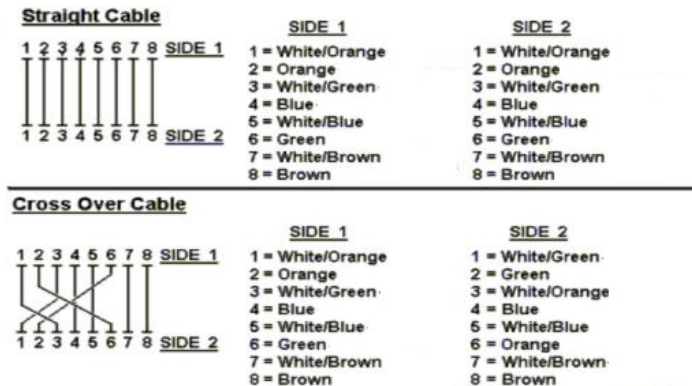 Straight Cable
1 2 3 4 5 6 7 8 SIDE 1
1 2 3 4 5 6 7 8 SIDE 2
SIDE 1
1 = White/Orange
2 = Orange
3 = White/Green
4 = Blue
5 = White/Blue
6 = Green
7 = White/Brown
8 = Brown
SIDE 2
1 = White/Orange
2 = Orange
3 = White/Green
4 = Blue
5 = White/Blue
6 = Green
7 = White/Brown
8 = Brown
Cross Over Cable
1 2 3 4 5 6 7 8 SIDE 1
1 2 3 4 5 6 7 8 SIDE 2
SIDE 1
1 = White/Orange
2 = Orange
3 = White/Green
4 = Blue
5 = White/Blue
6 = Green
7 = White/Brown
8 = Brown
SIDE 2
1 = White/Green
2 = Green
3 = White/Orange
4 = Blue
5 = White/Blue
6 = Orange
7 = White/Brown
8 = Brown